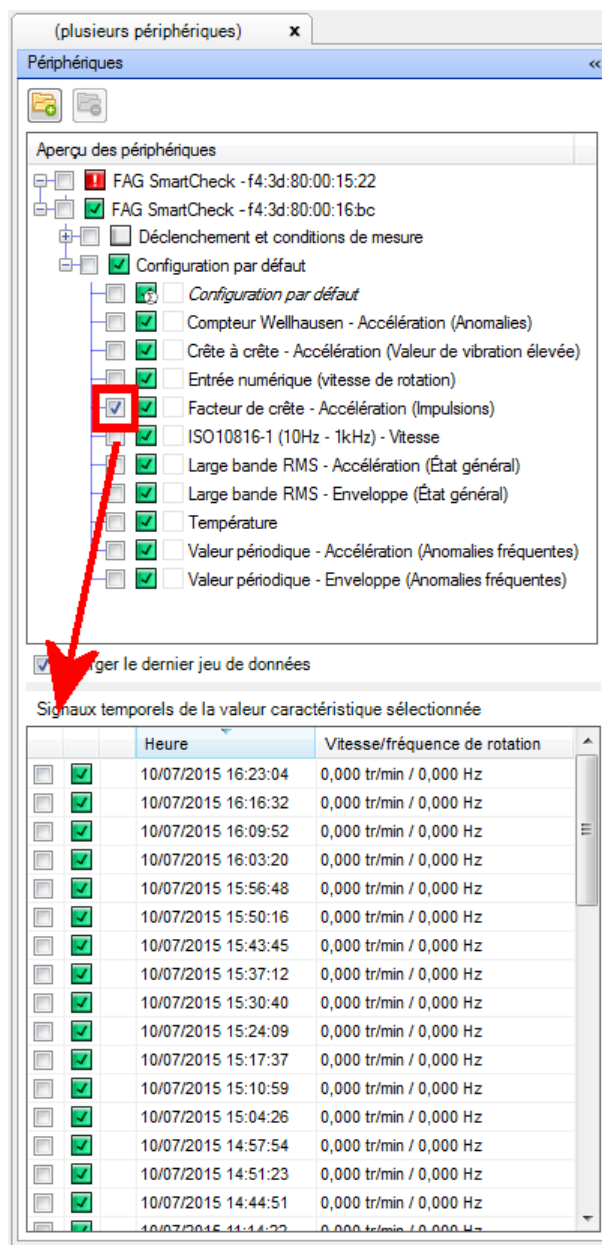 (plusieurs périphériques) x
Périphériques «
Aperçu des périphériques
FAG SmartCheck - f4:3d:80:00:15:22
FAG SmartCheck - f4:3d:80:00:16:bc
Déclenchement et conditions de mesure
Configuration par défaut
Configuration par défaut
Compteur Wellhausen - Accélération (Anomalies)
Crête à crête - Accélération (Valeur de vibration élevée)
Entrée numérique (vitesse de rotation)
Facteur de crête - Accélération (Impulsions)
ISO10816-1 (10Hz - 1kHz) - Vitesse
Large bande RMS - Accélération (État général)
Large bande RMS - Enveloppe (État général)
Température
Valeur périodique - Accélération (Anomalies fréquentes)
Valeur périodique - Enveloppe (Anomalies fréquentes)
le dernier jeu de données
Signaux temporels de la valeur caractéristique sélectionnée
Heure Vitesse/fréquence de rotation
10/07/2015 16:23:04 0,000 tr/min / 0,000 Hz
10/07/2015 16:16:32 0,000 tr/min / 0,000 Hz
10/07/2015 16:09:52 0,000 tr/min / 0,000 Hz
10/07/2015 16:03:20 0,000 tr/min / 0,000 Hz
10/07/2015 15:56:48 0,000 tr/min / 0,000 Hz
10/07/2015 15:50:16 0,000 tr/min / 0,000 Hz
10/07/2015 15:43:45 0,000 tr/min / 0,000 Hz
10/07/2015 15:37:12 0,000 tr/min / 0,000 Hz
10/07/2015 15:30:40 0,000 tr/min / 0,000 Hz
10/07/2015 15:24:09 0,000 tr/min / 0,000 Hz
10/07/2015 15:17:37 0,000 tr/min / 0,000 Hz
10/07/2015 15:10:59 0,000 tr/min / 0,000 Hz
10/07/2015 15:04:26 0,000 tr/min / 0,000 Hz
10/07/2015 14:57:54 0,000 tr/min / 0,000 Hz
10/07/2015 14:51:23 0,000 tr/min / 0,000 Hz
10/07/2015 14:44:51 0,000 tr/min / 0,000 Hz
0,000 tr/min / 0,000 Hz